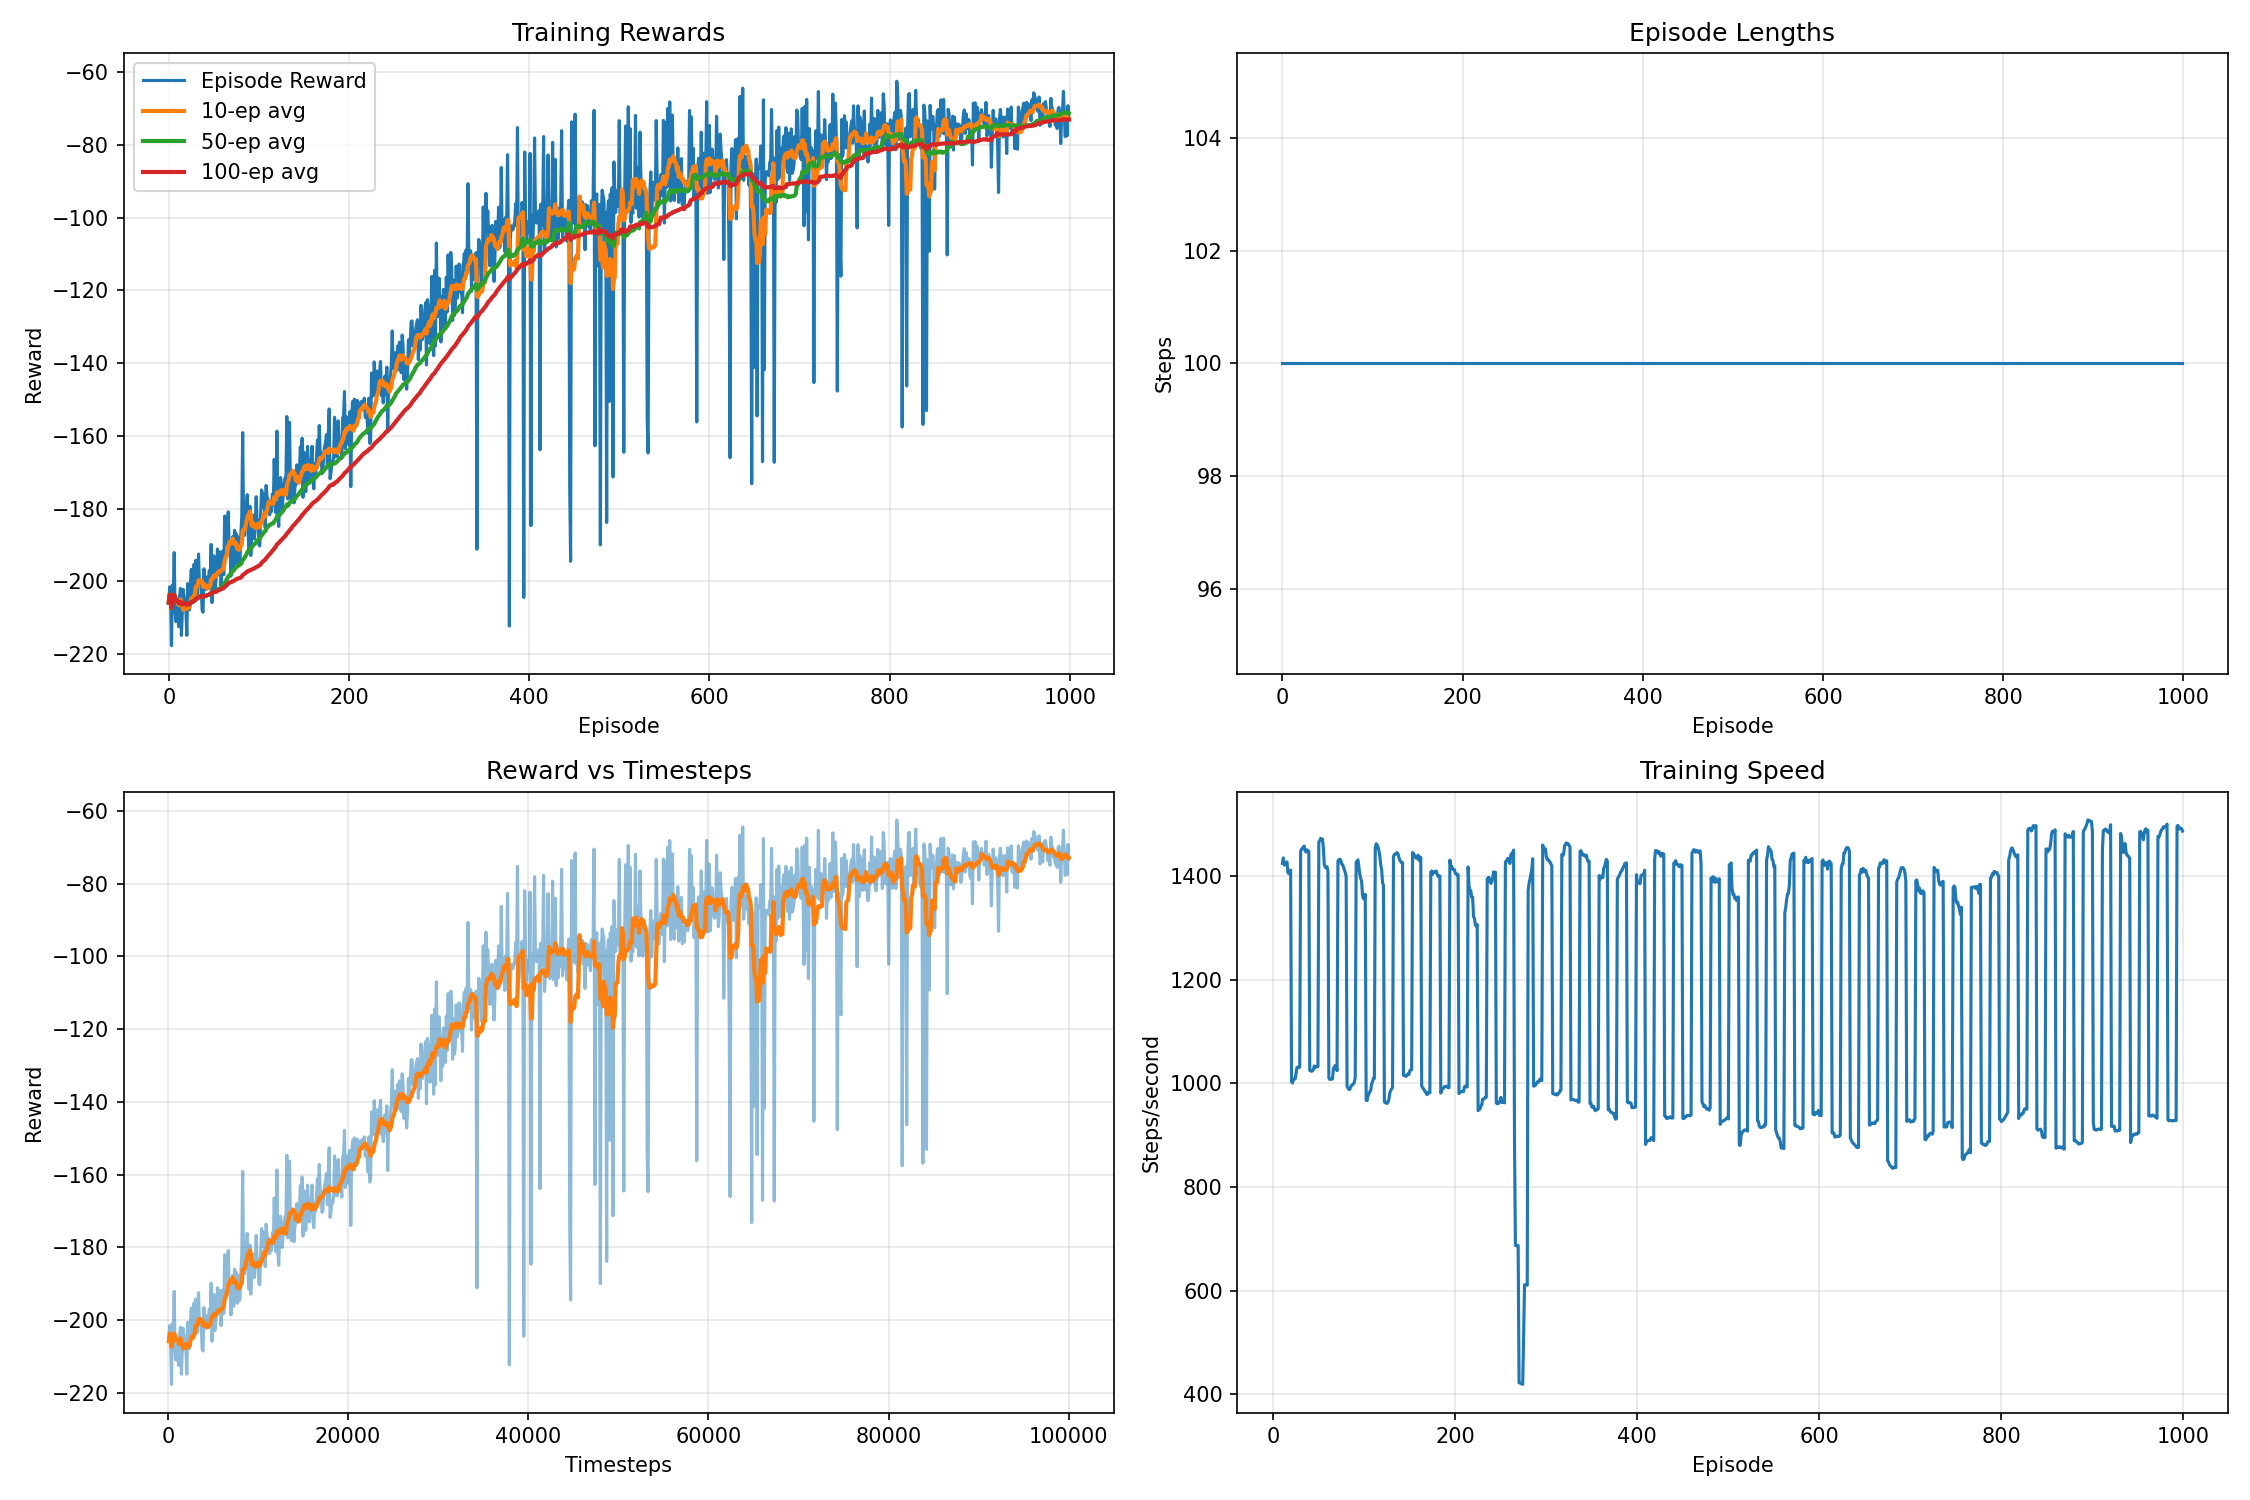 Training Rewards
Episode Reward
10-ep avg
50-ep avg
100-ep avg
−60
−80
−100
−120
−140
−160
−180
−200
−220
Reward
0 200 400 600 800 1000
Episode
Episode Lengths
104
102
100
98
96
Steps
0 200 400 600 800 1000
Episode
Reward vs Timesteps
−60
−80
−100
−120
−140
−160
−180
−200
−220
Reward
0 20000 40000 60000 80000 100000
Timesteps
Training Speed
1400
1200
1000
800
600
400
Steps/second
0 200 400 600 800 1000
Episode